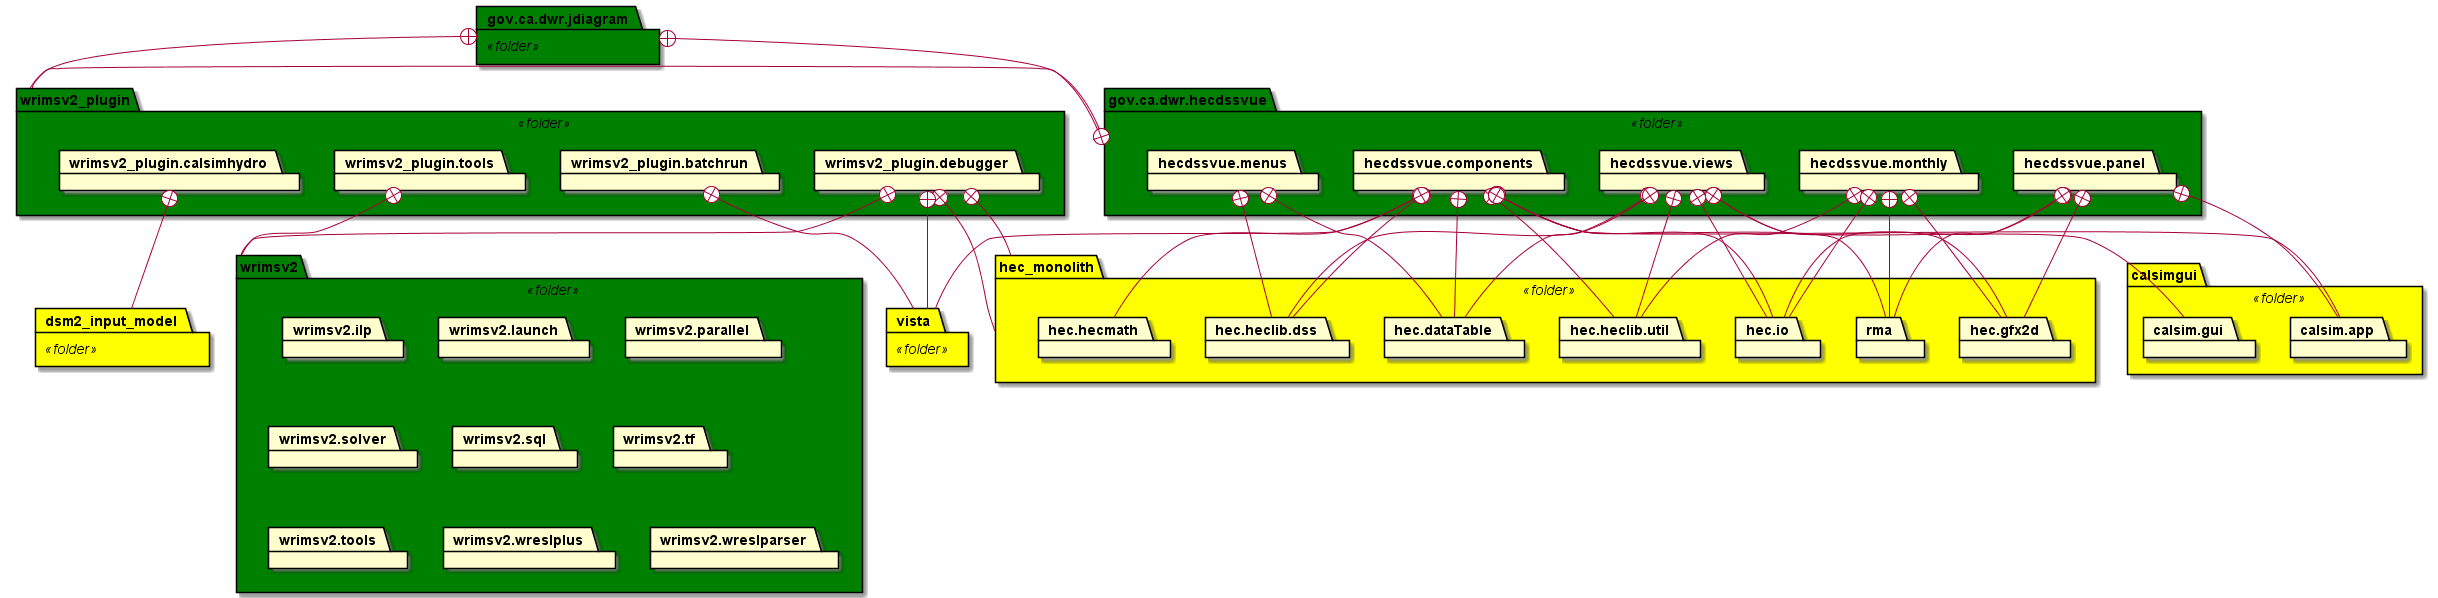 gov.ca.dwr.jdiagram
«folder»
wrimsv2_plugin
«folder»
wrimsv2_plugin.calsimhydro
wrimsv2_plugin.tools
wrimsv2_plugin.batchrun
wrimsv2_plugin.debugger
gov.ca.dwr.hecdssvue
«folder»
hecdssvue.menus
hecdssvue.components
hecdssvue.views
hecdssvue.monthly
hecdssvue.panel
dsm2_input_model
«folder»
wrimsv2
«folder»
wrimsv2.ilp
wrimsv2.launch
wrimsv2.parallel
wrimsv2.solver
wrimsv2.sql
wrimsv2.tf
wrimsv2.tools
wrimsv2.wreslplus
wrimsv2.wreslparser
vista
«folder»
hec_monolith
«folder»
hec.hecmath
hec.heclib.dss
hec.dataTable
hec.heclib.util
hec.io
rma
hec.gfx2d
calsimgui
«folder»
calsim.gui
calsim.app